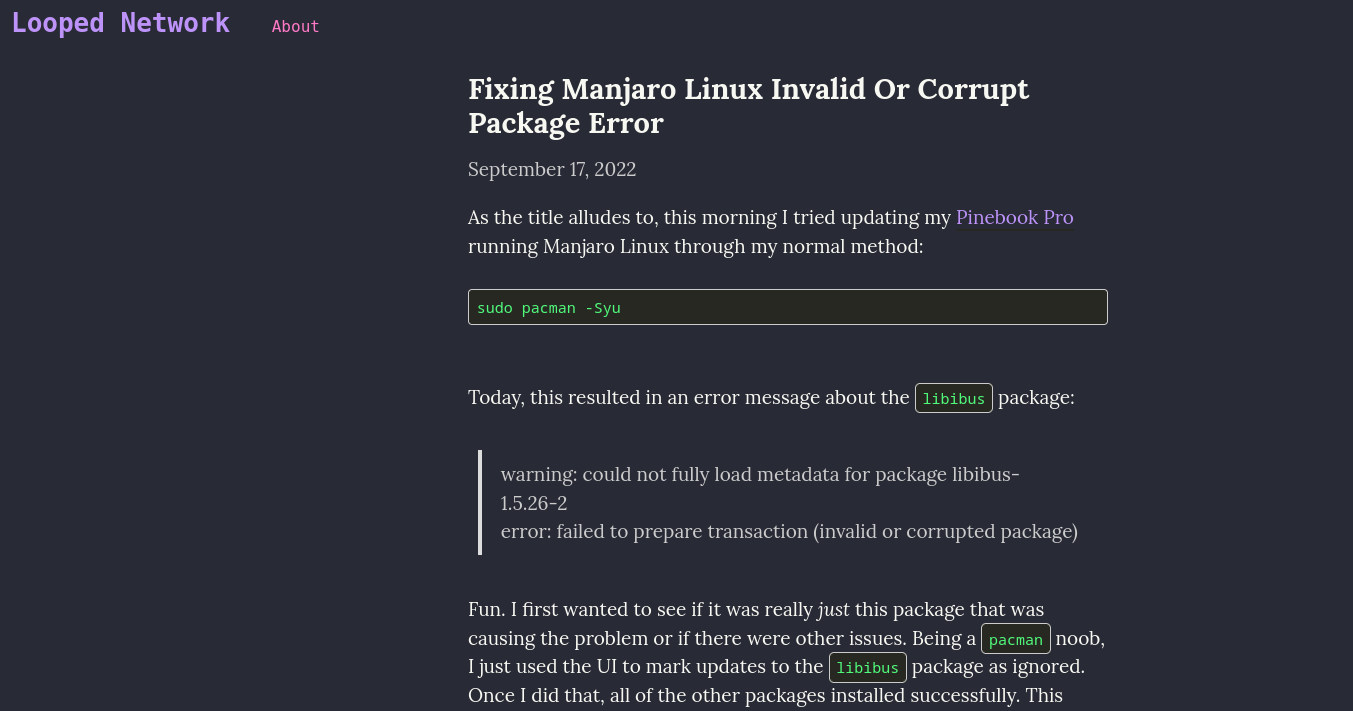 Looped Network About
Fixing Manjaro Linux Invalid Or Corrupt
Package Error
September 17, 2022
As the title alludes to, this morning I tried updating my Pinebook Pro
running Manjaro Linux through my normal method:
sudo pacman -Syu
Today, this resulted in an error message about the libibus package:
warning: could not fully load metadata for package libibus-
1.5.26-2
error: failed to prepare transaction (invalid or corrupted package)
Fun. I first wanted to see if it was really just this package that was
causing the problem or if there were other issues. Being a pacman noob,
I just used the UI to mark updates to the libibus package as ignored.
Once I did that, all of the other packages installed successfully. This